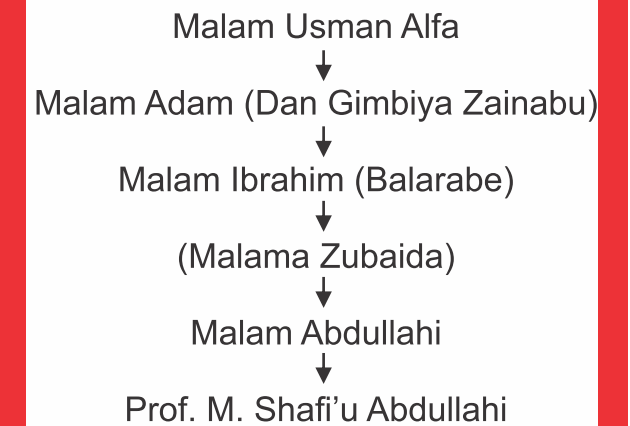 Malam Usman Alfa
Malam Adam (Dan Gimbiya Zainabu)
Malam Ibrahim (Balarabe)
(Malama Zubaida)
Malam Abdullahi
Prof. M. Shafi’u Abdullahi